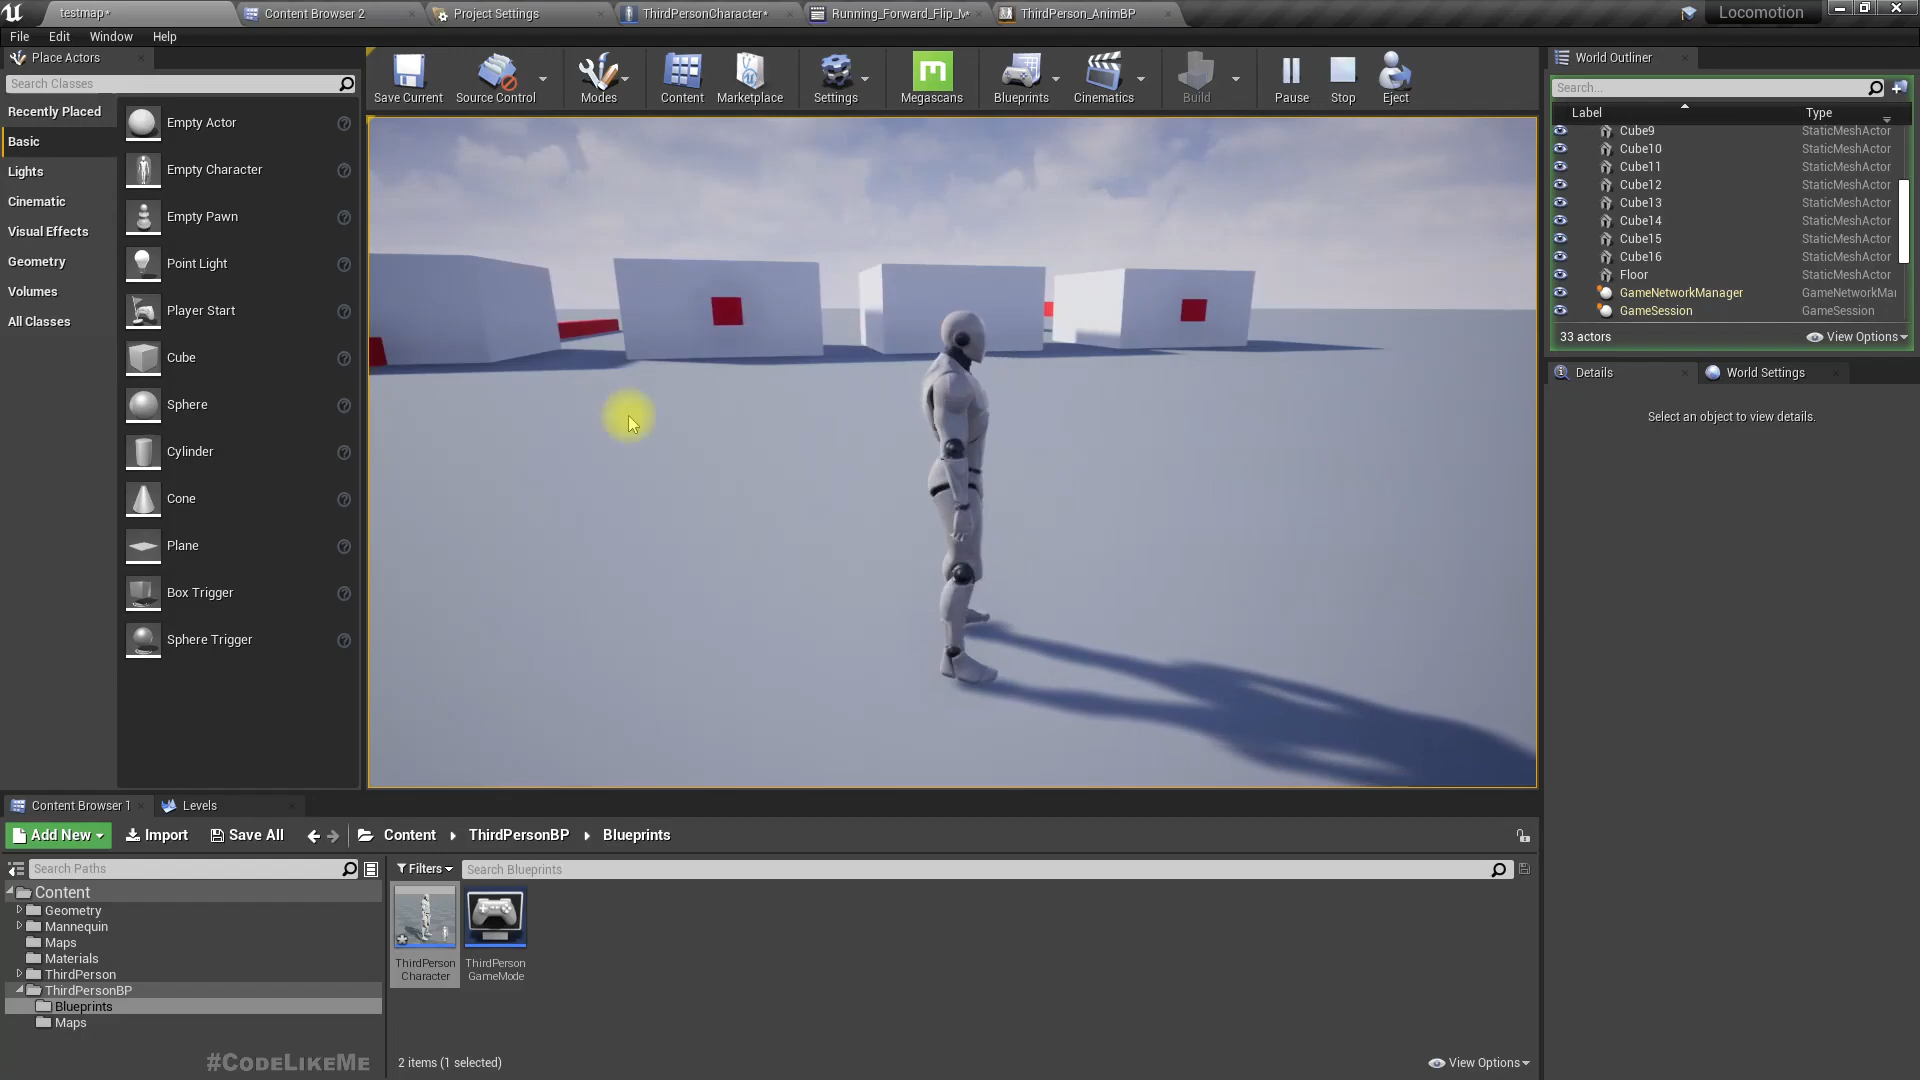 testmap*
Content Browser 2
Project Settings
ThirdPersonCharacter*
Running_Forward_Flip_M*
ThirdPerson_AnimBP
Locomotion
File
Edit
Window
Help
Place Actors
Search Classes
Recently Placed
Basic
Lights
Cinematic
Visual Effects
Geometry
Volumes
All Classes
Empty Actor
Empty Character
Empty Pawn
Point Light
Player Start
Cube
Sphere
Cylinder
Cone
Plane
Box Trigger
Sphere Trigger
Save Current
Source Control
Modes
Content
Marketplace
Settings
Megascans
Blueprints
Cinematics
Build
Pause
Stop
Eject
World Outliner
Search...
Label
Type
Cube9 StaticMeshActor
Cube10 StaticMeshActor
Cube11 StaticMeshActor
Cube12 StaticMeshActor
Cube13 StaticMeshActor
Cube14 StaticMeshActor
Cube15 StaticMeshActor
Cube16 StaticMeshActor
Floor StaticMeshActor
GameNetworkManager GameNetworkMa
GameSession GameSession
33 actors
View Options
Details
World Settings
Select an object to view details.
Content Browser 1
Levels
Add New
Import
Save All
Content
ThirdPersonBP
Blueprints
Search Paths
Filters
Search Blueprints
Content
Geometry
Mannequin
Maps
Materials
ThirdPerson
ThirdPersonBP
Blueprints
Maps
ThirdPerson
Character
ThirdPerson
GameMode
#CodeLikeMe
2 items (1 selected)
View Options